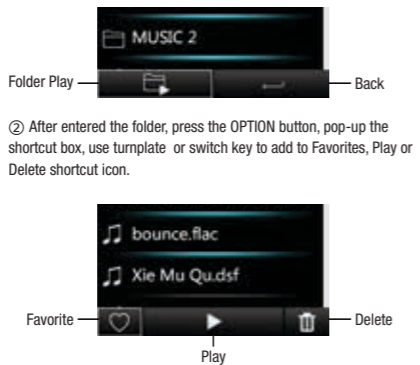 MUSIC 2
Folder Play
Back
② After entered the folder, press the OPTION button, pop-up the
shortcut box, use turnplate or switch key to add to Favorites, Play or
Delete shortcut icon.
bounce.flac
Xie Mu Qu.dsf
Favorite
Delete
Play